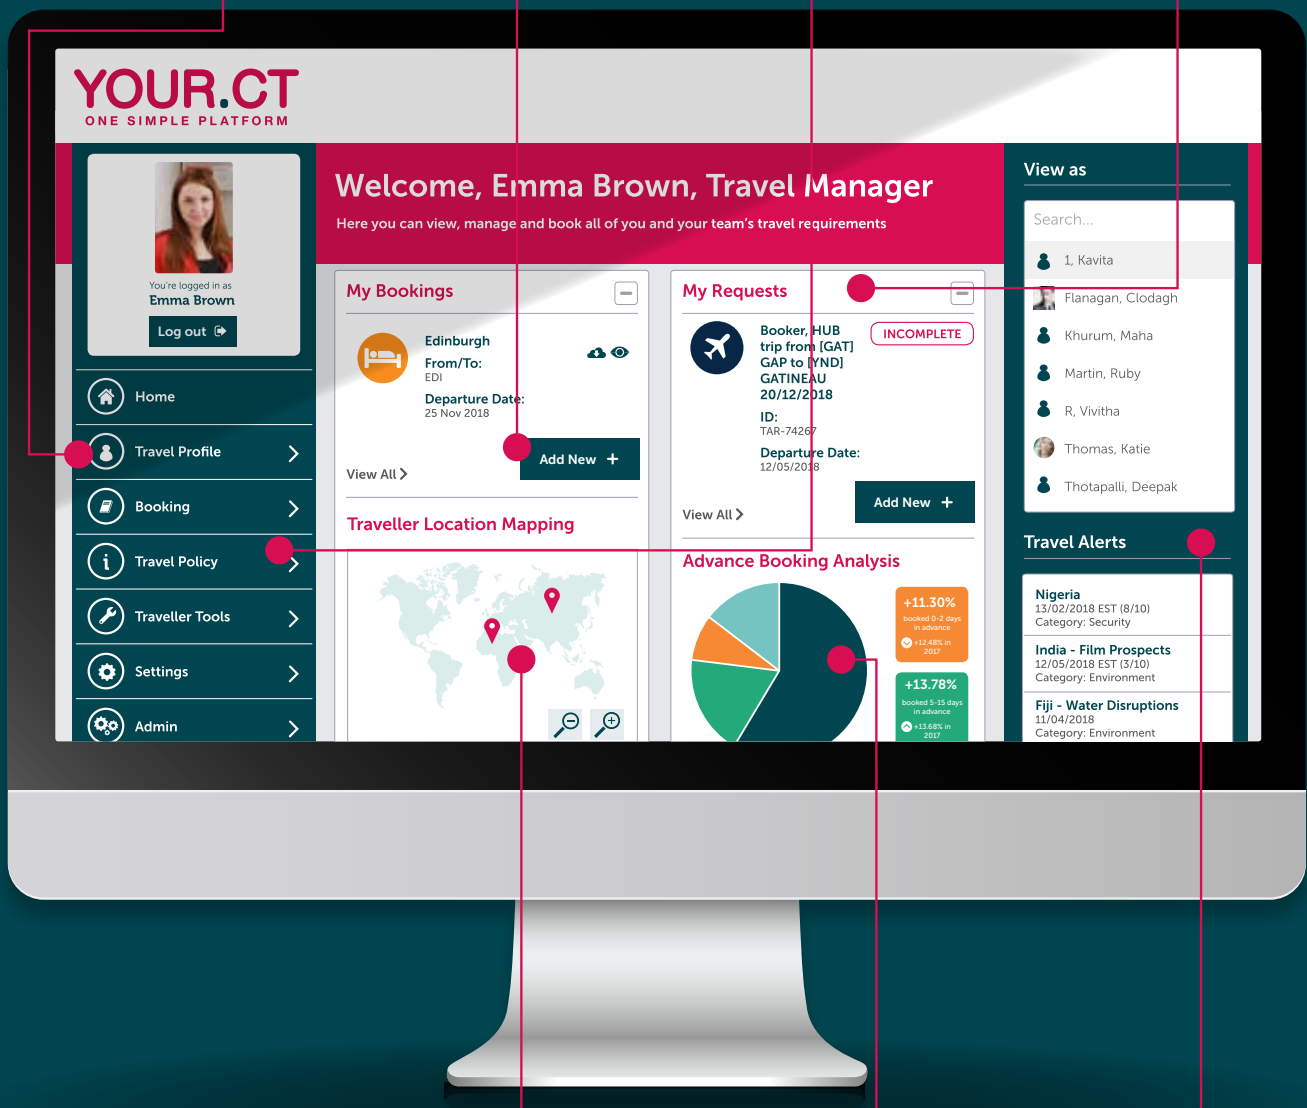 YOUR.CT
ONE SIMPLE PLATFORM
You're logged in as
Emma Brown
Log out
Home
Travel Profile
Booking
Travel Policy
Traveller Tools
Settings
Admin
Welcome, Emma Brown, Travel Manager
Here you can view, manage and book all of you and your team's travel requirements
My Bookings
Edinburgh
From/To:
EDI
Departure Date:
25 Nov 2018
View All
Add New +
Traveller Location Mapping
My Requests
Booker, HUB
trip from [GAT]
GAP to [YND]
GATINEAU
20/12/2018
INCOMPLETE
ID:
TAR-74267
Departure Date:
12/05/2018
View All
Add New +
Advance Booking Analysis
+11.30%
booked 0-2 days
in advance
+12.48% in
2017
+13.78%
booked 5-15 days
in advance
+13.68% in
2017
View as
Search...
1, Kavita
Flanagan, Clodagh
Khurum, Maha
Martin, Ruby
R, Vivitha
Thomas, Katie
Thotapalli, Deepak
Travel Alerts
Nigeria
13/02/2018 EST (8/10)
Category: Security
India - Film Prospects
12/05/2018 EST (3/10)
Category: Environment
Fiji - Water Disruptions
11/04/2018
Category: Environment